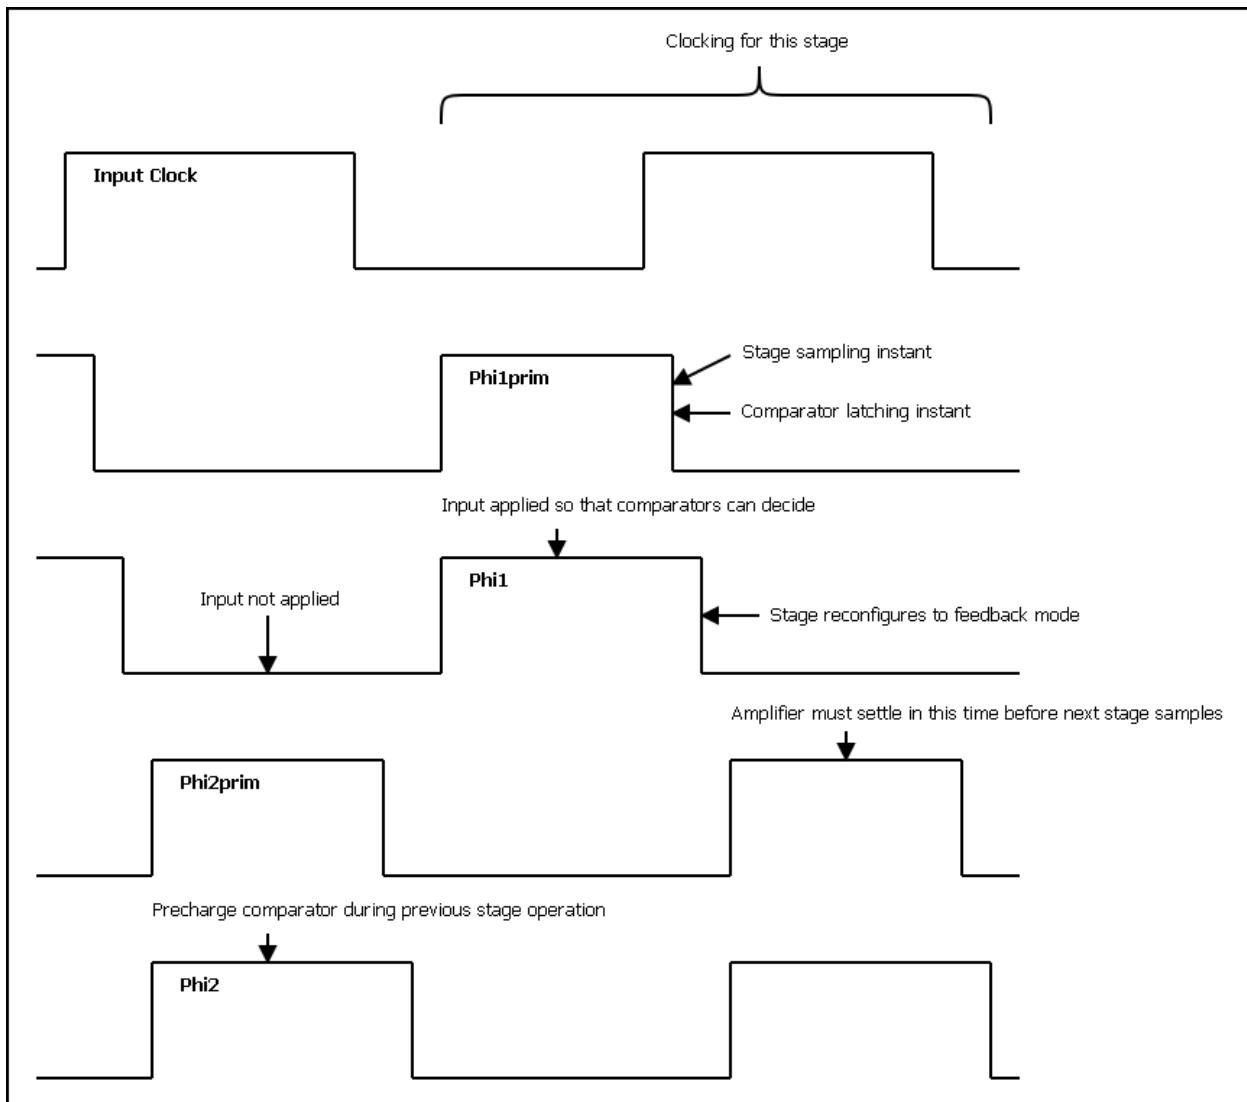 Clocking for this stage
Input Clock
Stage sampling instant
Phi1prim
Comparator latching instant
Input applied so that comparators can decide
Phi1
Input not applied
Stage reconfigures to feedback mode
Amplifier must settle in this time before next stage samples
Phi2prim
Precharge comparator during previous stage operation
Phi2